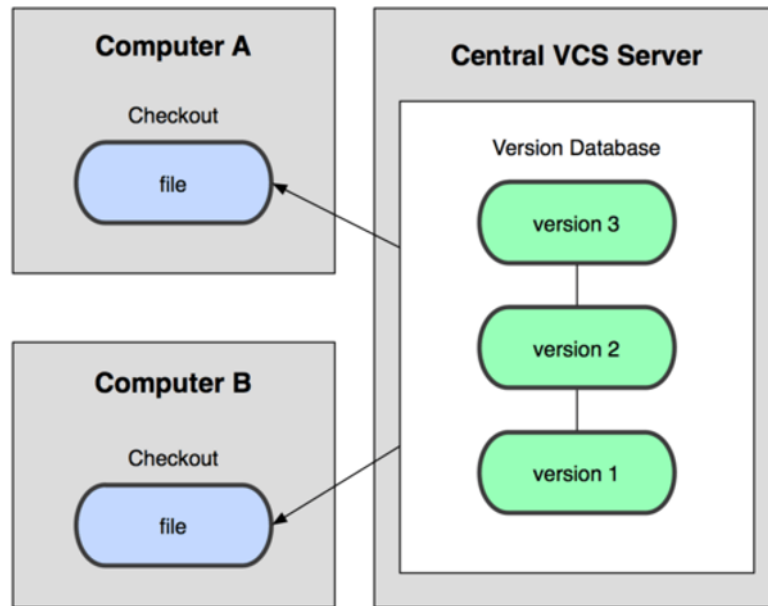 Computer A
Checkout
file
Computer B
Checkout
file
Central VCS Server
Version Database
version 3
version 2
version 1